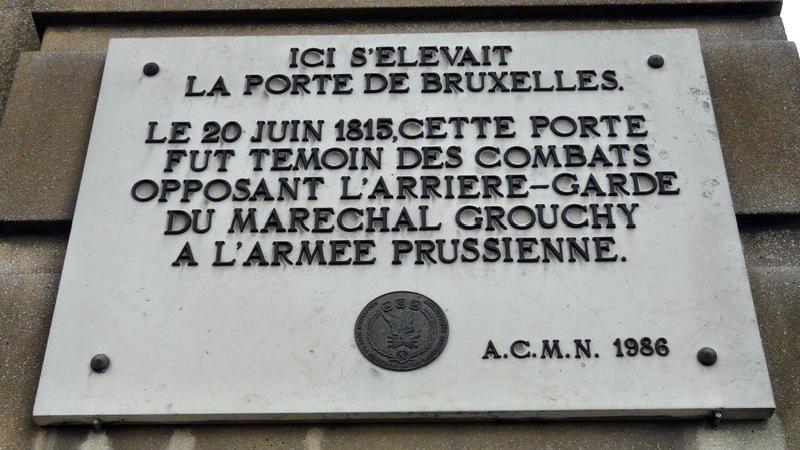 ICI S'ELEVAIT
LA PORTE DE BRUXELLES.
LE 20 JUIN 1815,CETTE PORTE
FUT TEMOIN DES COMBATS
OPPOSANT L'ARRIERE-GARDE
DU MARECHAL GROUCHY
A L'ARMEE PRUSSIENNE.
A.C.M.N. 1986